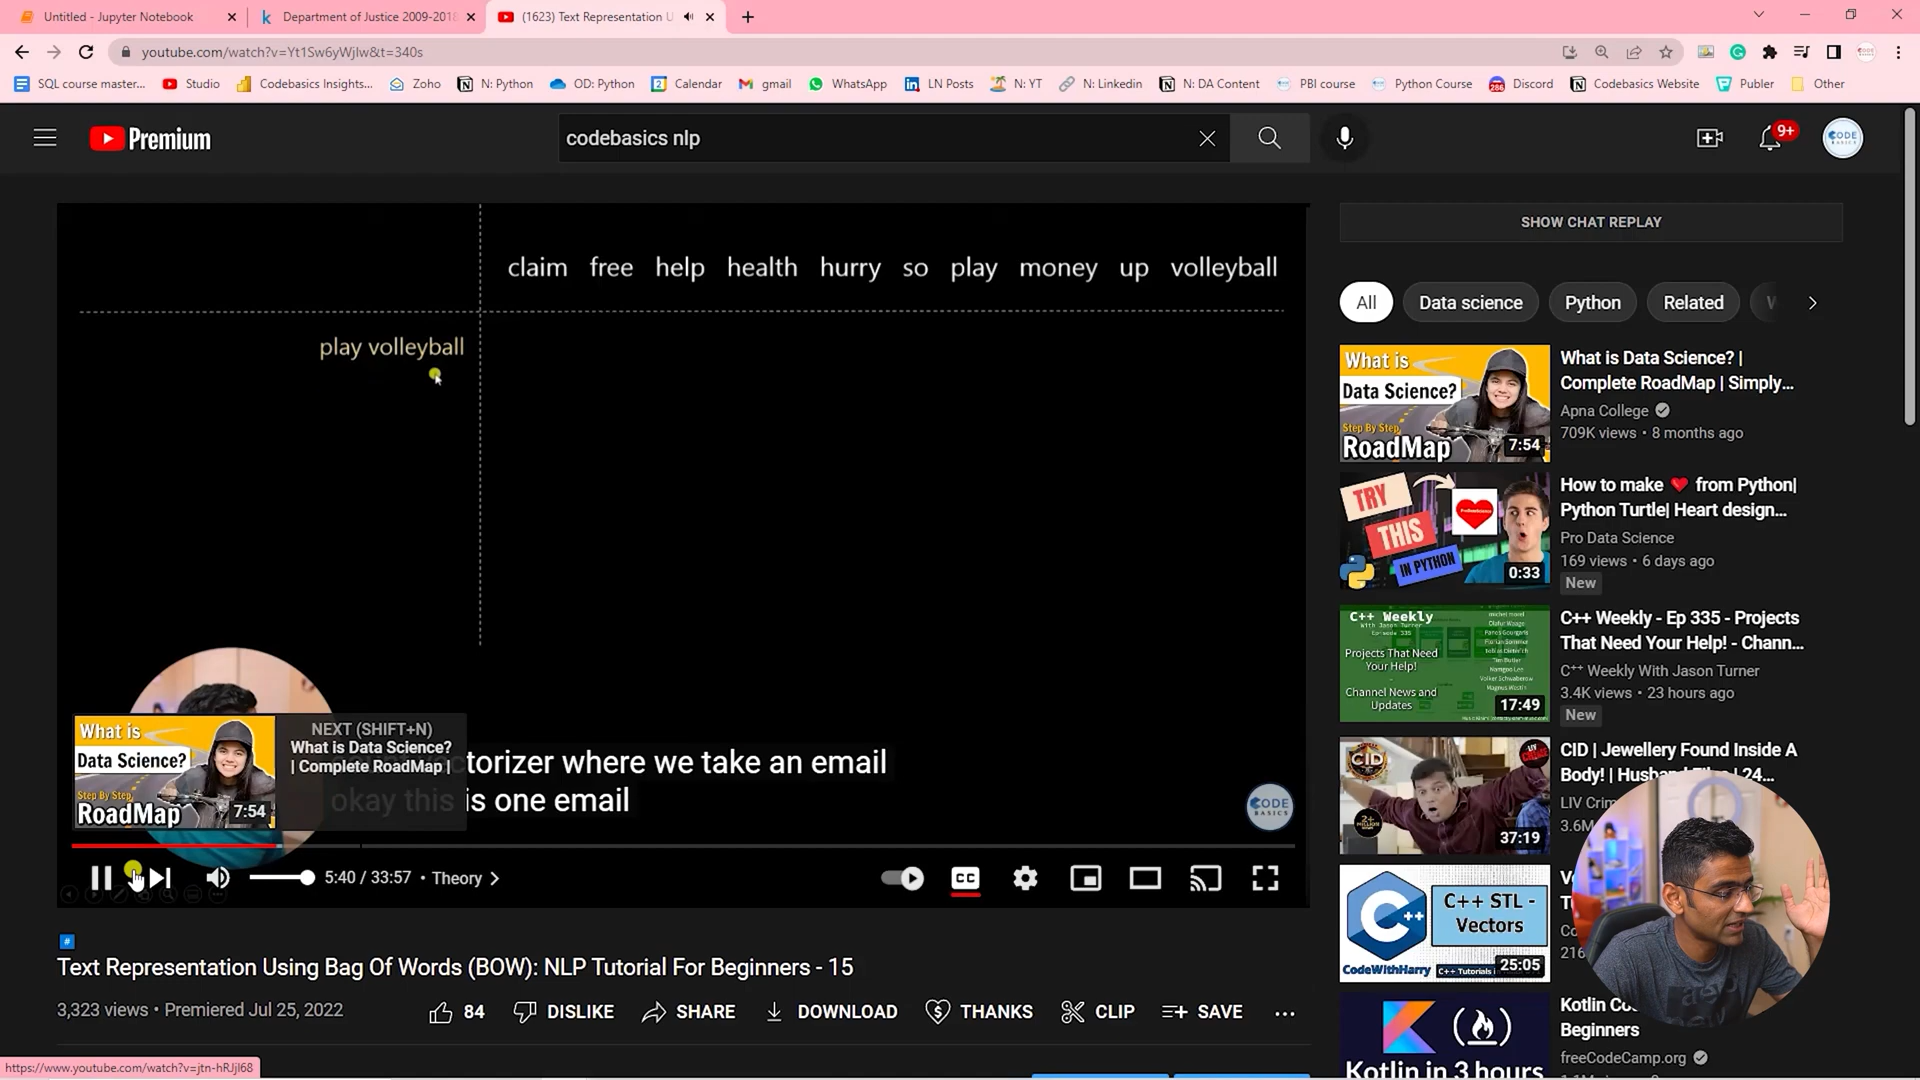 Untitled - Jupyter Notebook
Department of Justice 2009-2018
(1623) Text Representation U
youtube.com/watch?v=Yt1Sw6yWjIw&t=340s
SQL course master... Studio Codebasics Insights... Zoho N: Python OD: Python Calendar gmail WhatsApp LN Posts N: YT N: Linkedin N: DA Content PBI course Python Course Discord Codebasics Website Publer Other
Premium
codebasics nlp
9+
CODE BASICS
SHOW CHAT REPLAY
claim free help health hurry so play money up volleyball
play volleyball
All Data science Python Related
What is Data Science? RoadMap 7:54
What is Data Science? |
Complete RoadMap | Simply...
Apna College
709K views • 8 months ago
TRY THIS IN PYTHON 0:33
How to make ❤️ from Python|
Python Turtle| Heart design...
Pro Data Science
169 views • 6 days ago
New
C++ Weekly
With Jason Turner
Projects That Need
Your Help!
Channel News and
Updates
17:49
C++ Weekly - Ep 335 - Projects
That Need Your Help! - Chann...
C⁺⁺ Weekly With Jason Turner
3.4K views • 23 hours ago
New
CID 37:19
CID | Jewellery Found Inside A
Body! | Husband 24...
LIV Crim
3.6M
C++ STL -
Vectors
CodeWithHarry
25:05
216
Kotlin in 3 hours
Kotlin Co
Beginners
freeCodeCamp.org
What is
Data Science?
Step By Step
RoadMap
7:54
NEXT (SHIFT+N)
What is Data Science?
| Complete RoadMap |
torizer where we take an email
okay this is one email
CODE BASICS
5:40 / 33:57 • Theory
CC
#
Text Representation Using Bag Of Words (BOW): NLP Tutorial For Beginners - 15
3,323 views • Premiered Jul 25, 2022
84 DISLIKE SHARE DOWNLOAD THANKS CLIP SAVE
https://www.youtube.com/watch?v=jtn-hRJjl68